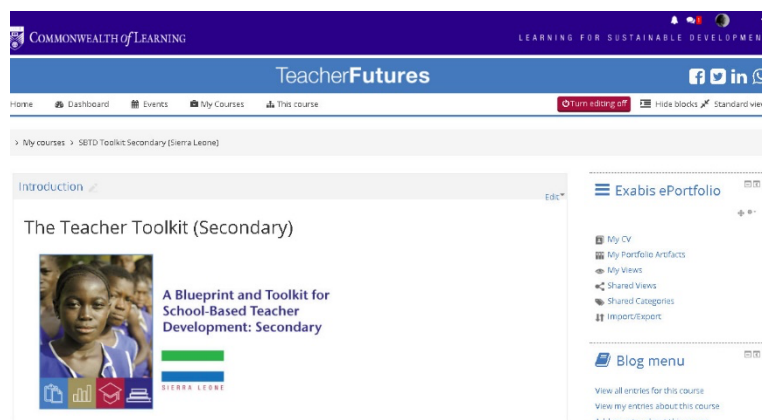 COMMONWEALTH of LEARNING
LEARNING FOR SUSTAINABLE DEVELOPMEN
TeacherFutures
Home Dashboard Events My Courses This course
Turn editing off Hide blocks Standard view
> My courses > SBTD Toolkit Secondary (Sierra Leone)
Introduction
Edit
The Teacher Toolkit (Secondary)
A Blueprint and Toolkit for
School-Based Teacher
Development: Secondary
SIERRA LEONE
Exabis ePortfolio
My CV
My Portfolio Artifacts
My Views
Shared Views
Shared Categories
Import/Export
Blog menu
View all entries for this course
View my entries about this course